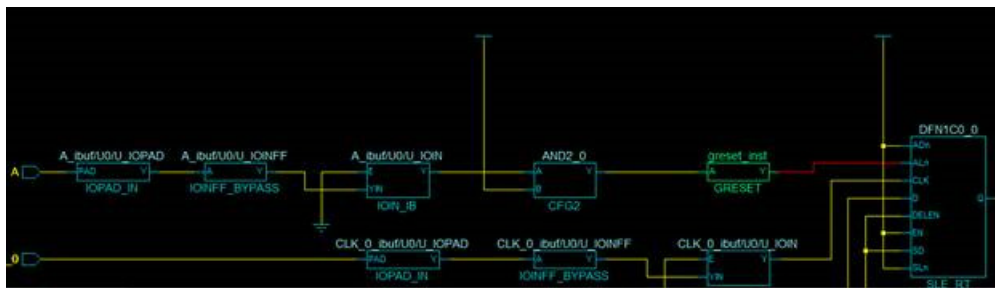 DFN1C0_0
A_ibuf/U0/U_IOPAD A_ibuf/U0/U_IOINFF A_ibuf/U0/U_IOIN AND2_0 greset_inst
A PAD Y A Y E Y A Y A Y
YIN B
IOPAD_IN IOINFF_BYPASS IOIN_IB CFG2 GRESET
ADn
ALn
CLK
D Q
DELEN
EN
SD
SLn
SLE_RT
CLK_0_ibuf/U0/U_IOPAD CLK_0_ibuf/U0/U_IOINFF CLK_0_ibuf/U0/U_IOIN
_0 PAD Y A Y E Y
YIN
IOPAD_IN IOINFF_BYPASS